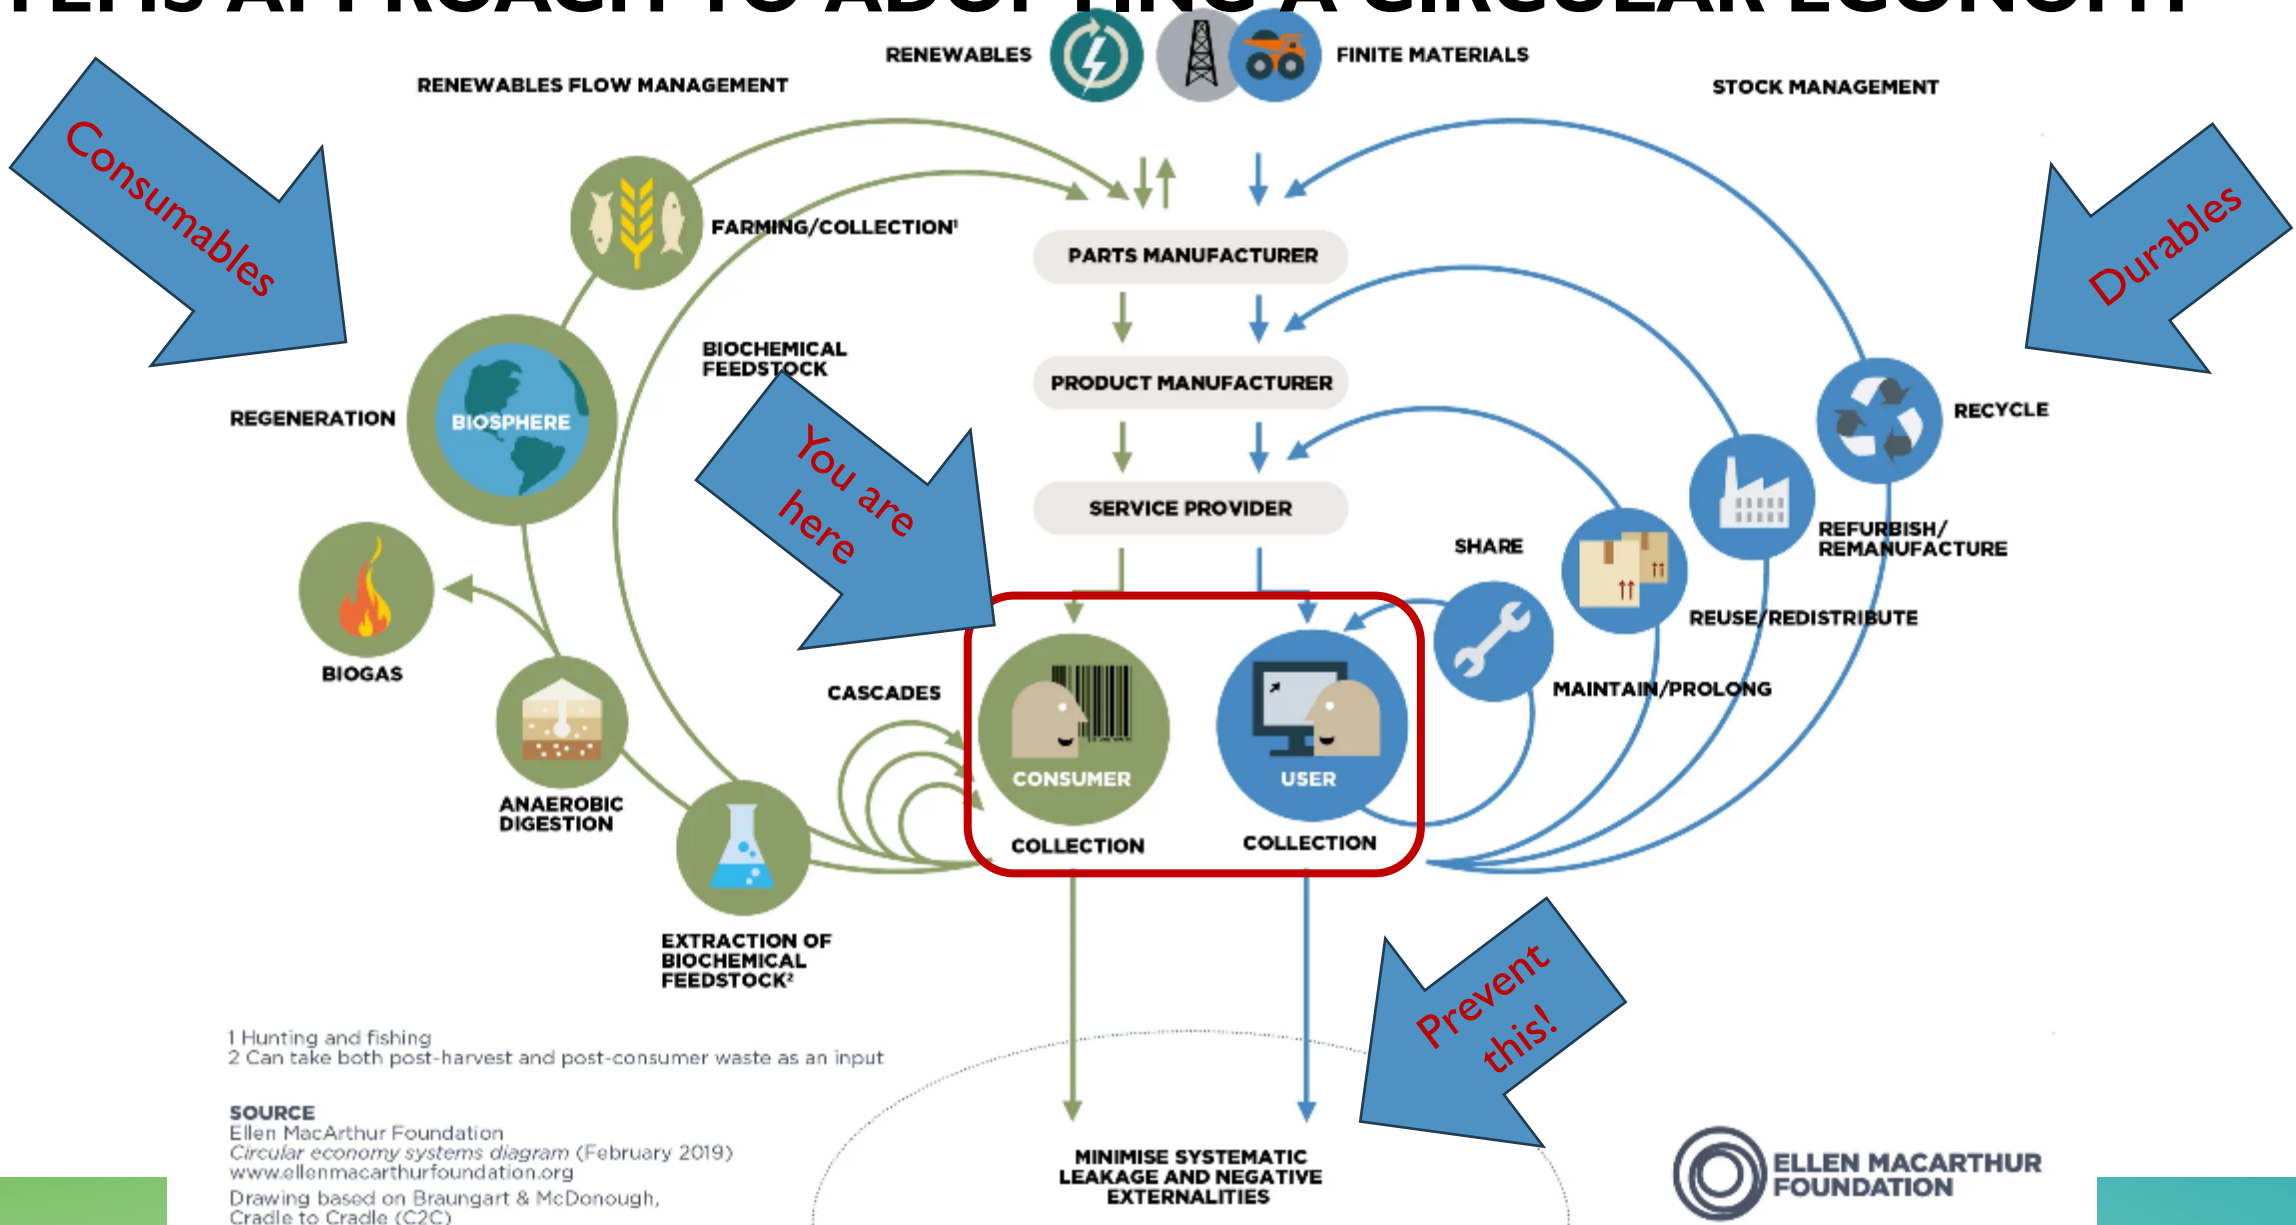 APPROACH TO ADOPTING A CIRCULAR ECONOMY
RENEWABLES
FINITE MATERIALS
RENEWABLES FLOW MANAGEMENT
STOCK MANAGEMENT
Consumables
Durables
FARMING/COLLECTION¹
PARTS MANUFACTURER
BIOCHEMICAL
FEEDSTOCK
PRODUCT MANUFACTURER
REGENERATION
BIOSPHERE
RECYCLE
You are
here
SERVICE PROVIDER
SHARE
REFURBISH/
REMANUFACTURE
REUSE/REDISTRIBUTE
BIOGAS
CASCADES
MAINTAIN/PROLONG
CONSUMER
USER
ANAEROBIC
DIGESTION
COLLECTION
COLLECTION
EXTRACTION OF
BIOCHEMICAL
FEEDSTOCK²
Prevent
this!
1 Hunting and fishing
2 Can take both post-harvest and post-consumer waste as an input
SOURCE
Ellen MacArthur Foundation
Circular economy systems diagram (February 2019)
www.ellenmacarthurfoundation.org
Drawing based on Braungart & McDonough,
Cradle to Cradle (C2C)
MINIMISE SYSTEMATIC
LEAKAGE AND NEGATIVE
EXTERNALITIES
ELLEN MACARTHUR
FOUNDATION